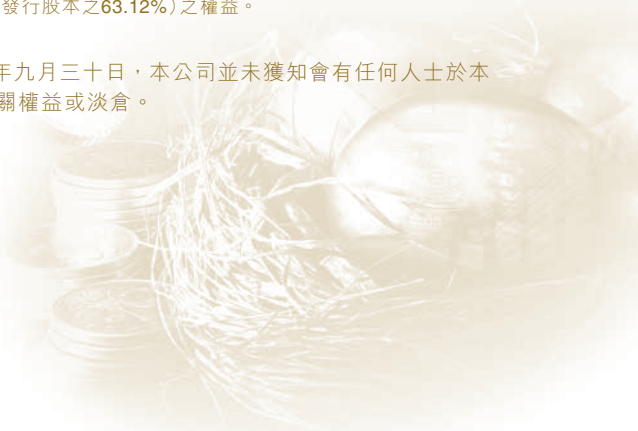 發行股本之63.12%）之權益。
年九月三十日，本公司並未獲知會有任何人士於本
關權益或淡倉。